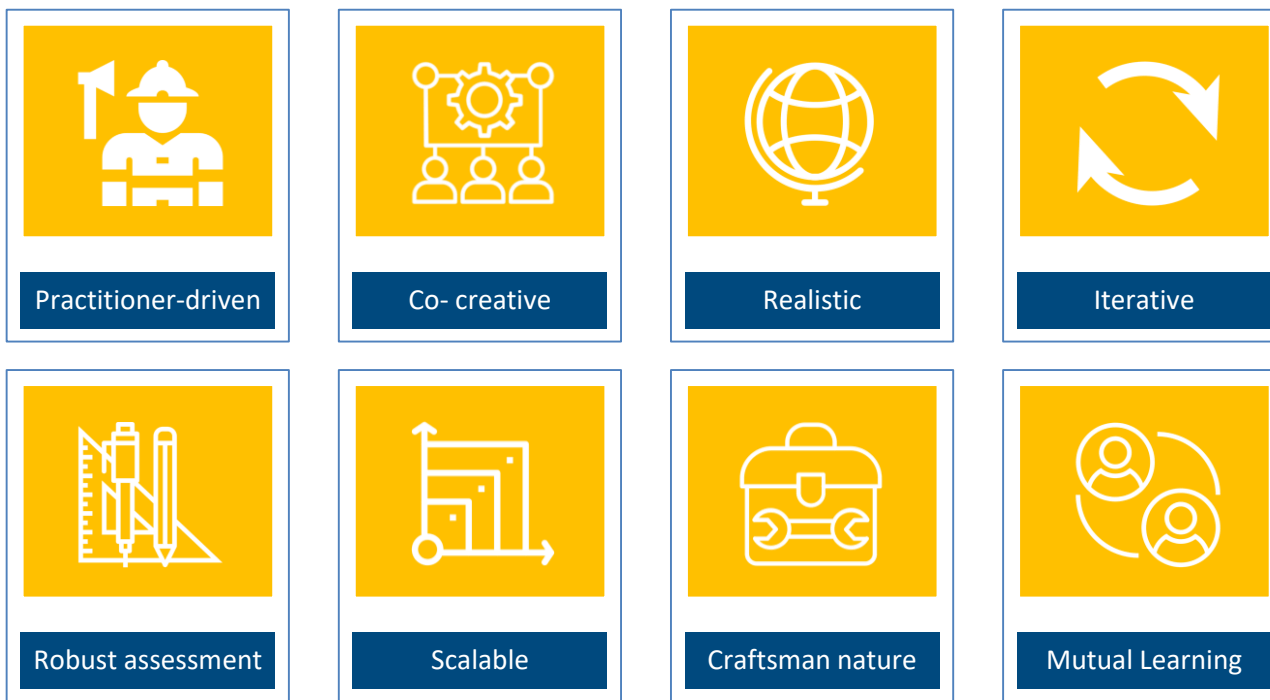 Practitioner-driven
Co- creative
Realistic
Iterative
Robust assessment
Scalable
Craftsman nature
Mutual Learning